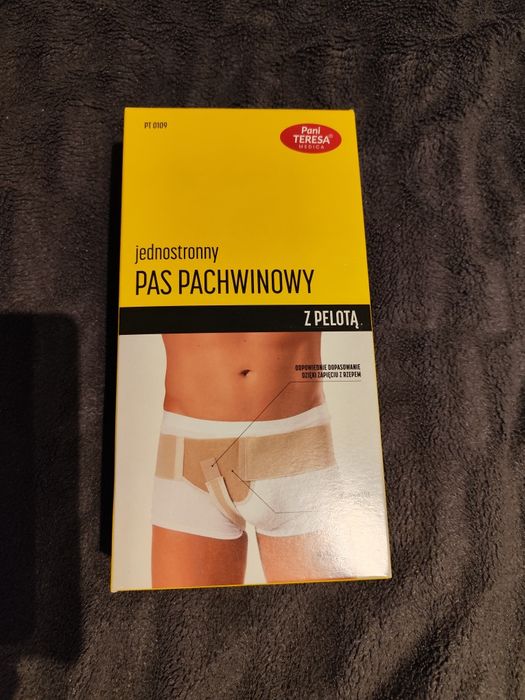 PT 0109
Pani
TERESA®
MEDICA
jednostronny
PAS PACHWINOWY
Z PELOTĄ
ODPOWIEDNIE DOPASOWANIE
DZIĘKI ZAPIĘCIU Z RZEPEM